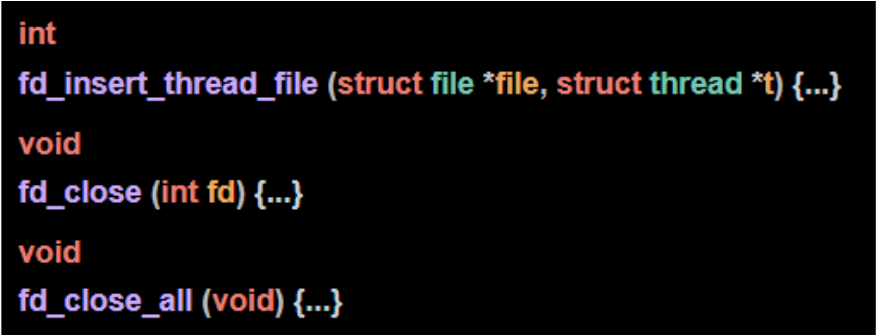 int
fd_insert_thread_file (struct file *file, struct thread *t) {...}
void
fd_close (int fd) {...}
void
fd_close_all (void) {...}